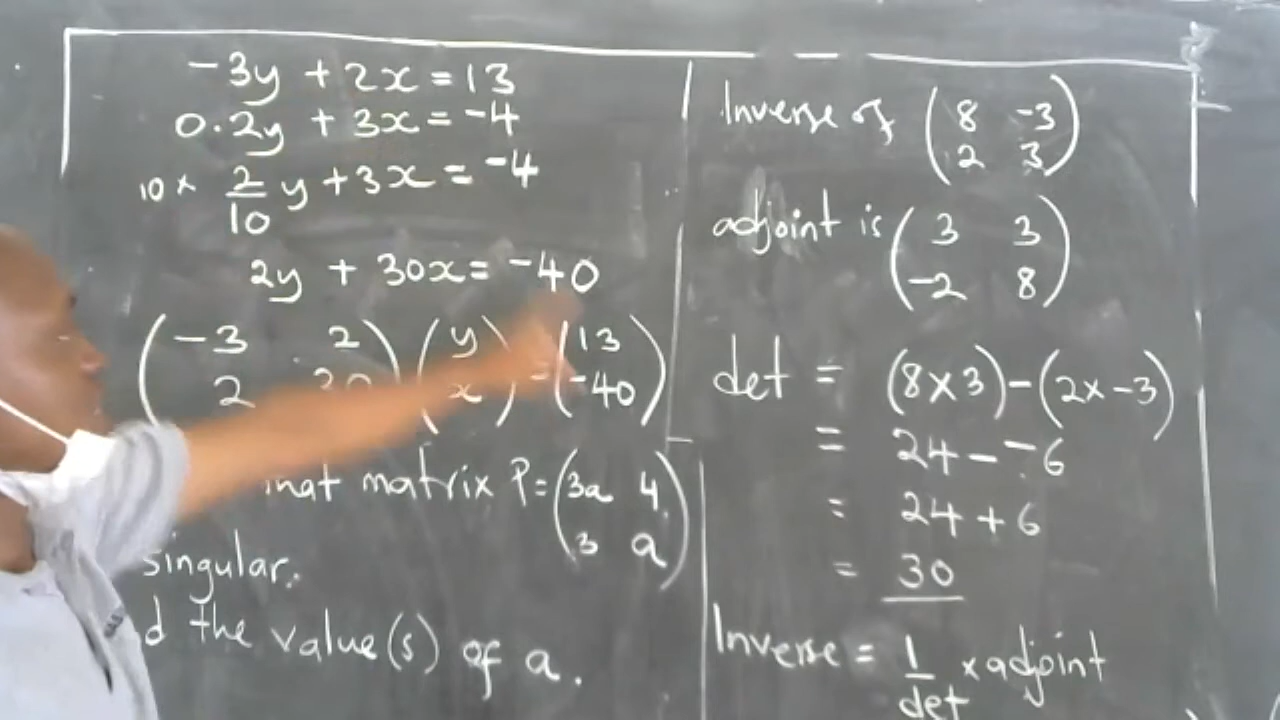 -3y + 2x = 13
0.2y + 3x = -4
10 × 2/10 y + 3x = -4
2y + 30x = -40
(-3 2) (y) (13)
(2 30) (x) = (-40)
matrix P = (3a 4)
(3 a)
singular.
the value(s) of a.
Inverse of (8 -3)
(2 3)
adjoint is (3 3)
(-2 8)
det = (8×3) - (2× -3)
= 24 - -6
= 24 + 6
= 30
Inverse = 1/det × adjoint